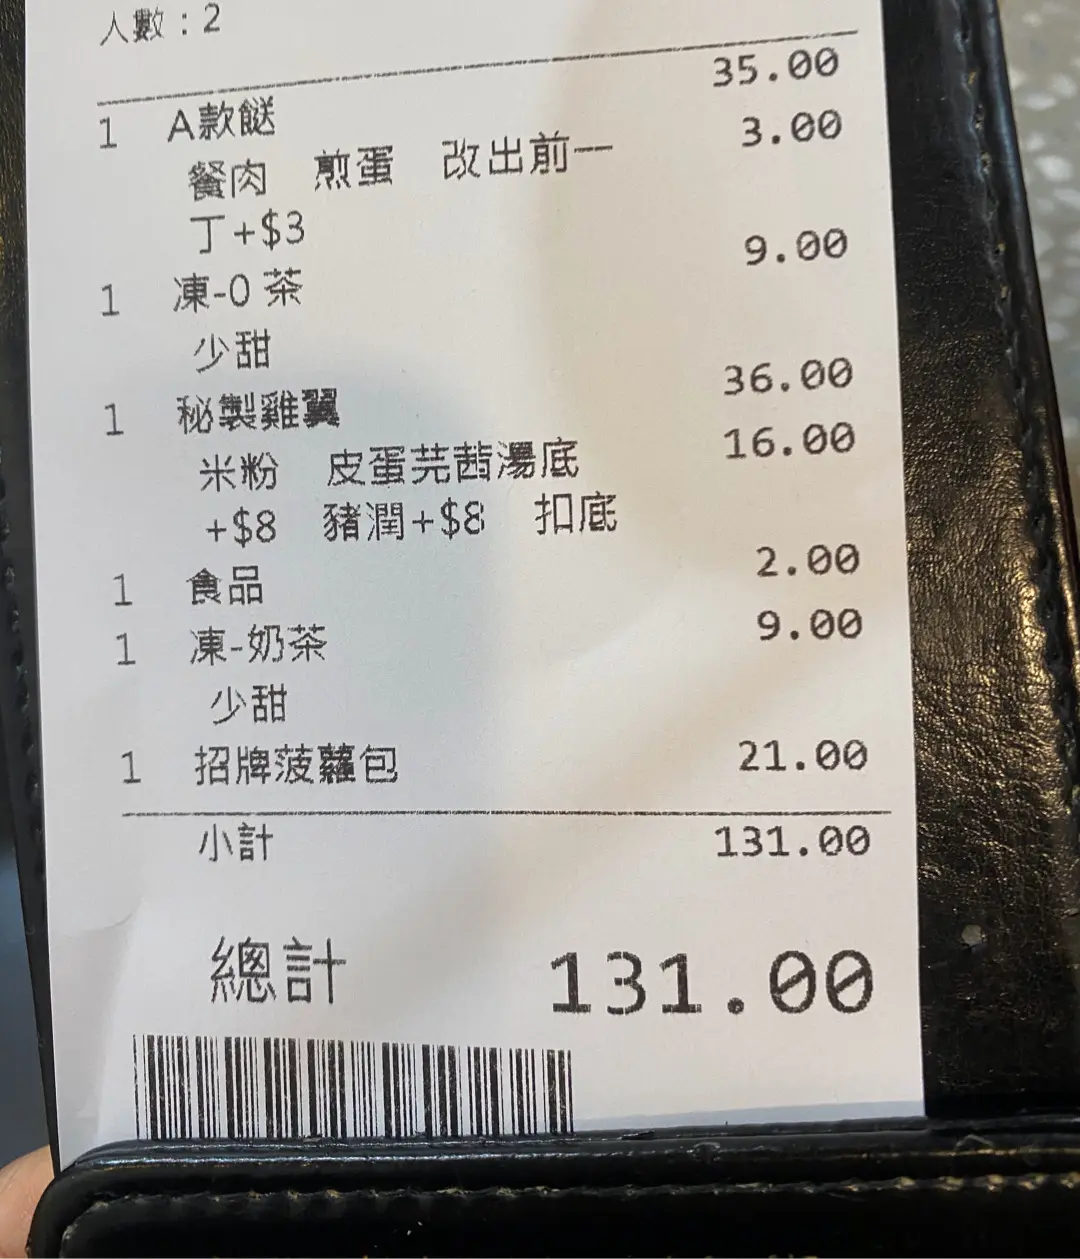 人數：2
1 A款餸 35.00
餐肉 煎蛋 改出前一 3.00
丁+$3
1 凍-0 茶 9.00
少甜
1 秘製雞翼 36.00
米粉 皮蛋芫茜湯底 16.00
+$8 豬潤+$8 扣底
1 食品 2.00
1 凍-奶茶 9.00
少甜
1 招牌菠蘿包 21.00
小計 131.00
總計 131.00